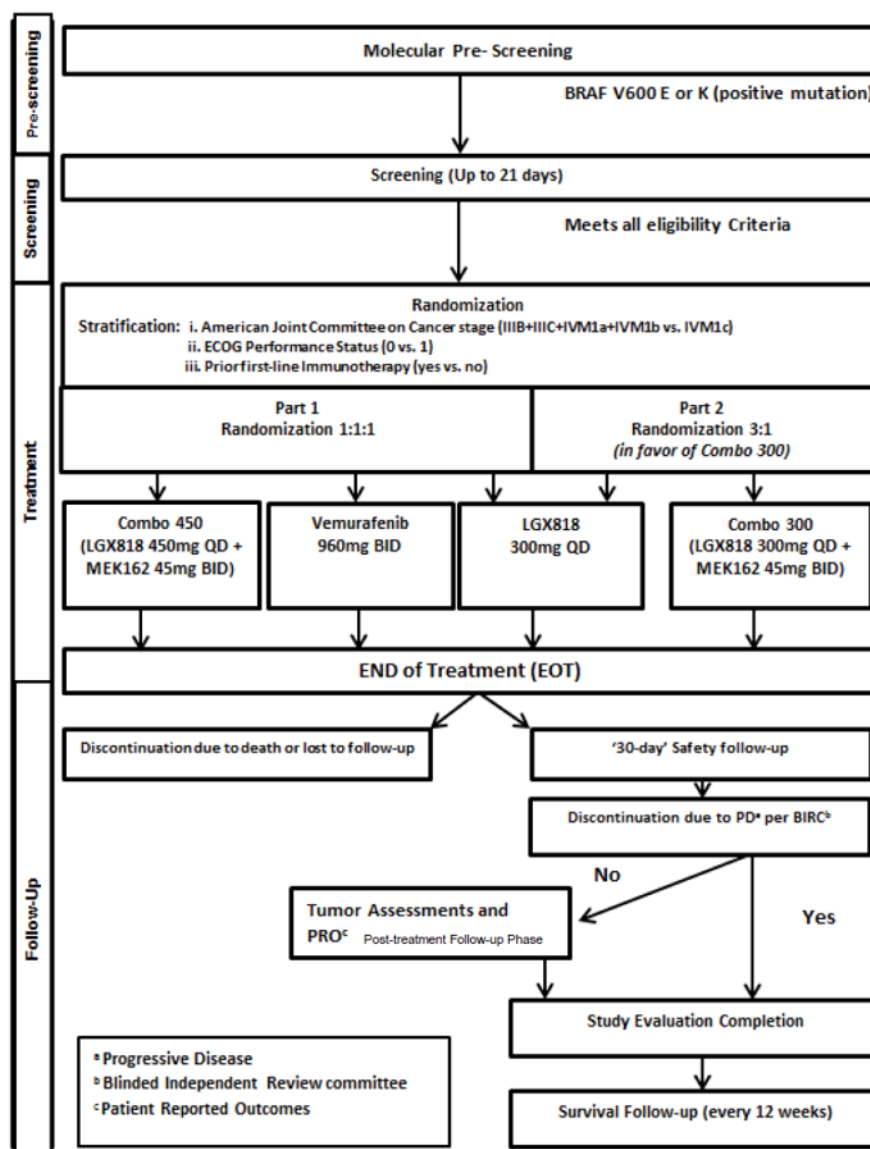 Pre-screening
Molecular Pre- Screening
BRAF V600 E or K (positive mutation)
Screening
Screening (Up to 21 days)
Meets all eligibility Criteria
Treatment
Randomization
Stratification: i. American Joint Committee on Cancer stage (IIIB+IIIC+IVM1a+IVM1b vs. IVM1c)
ii. ECOG Performance Status (0 vs. 1)
iii. Prior first-line Immunotherapy (yes vs. no)
Part 1
Randomization 1:1:1
Part 2
Randomization 3:1
(in favor of Combo 300)
Combo 450
(LGX818 450mg QD +
MEK162 45mg BID)
Vemurafenib
960mg BID
LGX818
300mg QD
Combo 300
(LGX818 300mg QD +
MEK162 45mg BID)
END of Treatment (EOT)
Follow-Up
Discontinuation due to death or lost to follow-up
‘30-day’ Safety follow-up
Discontinuation due to PDᵃ per BIRCᵇ
No
Yes
Tumor Assessments and
PROᶜ Post-treatment Follow-up Phase
Study Evaluation Completion
Survival Follow-up (every 12 weeks)
ᵃ Progressive Disease
ᵇ Blinded Independent Review committee
ᶜ Patient Reported Outcomes